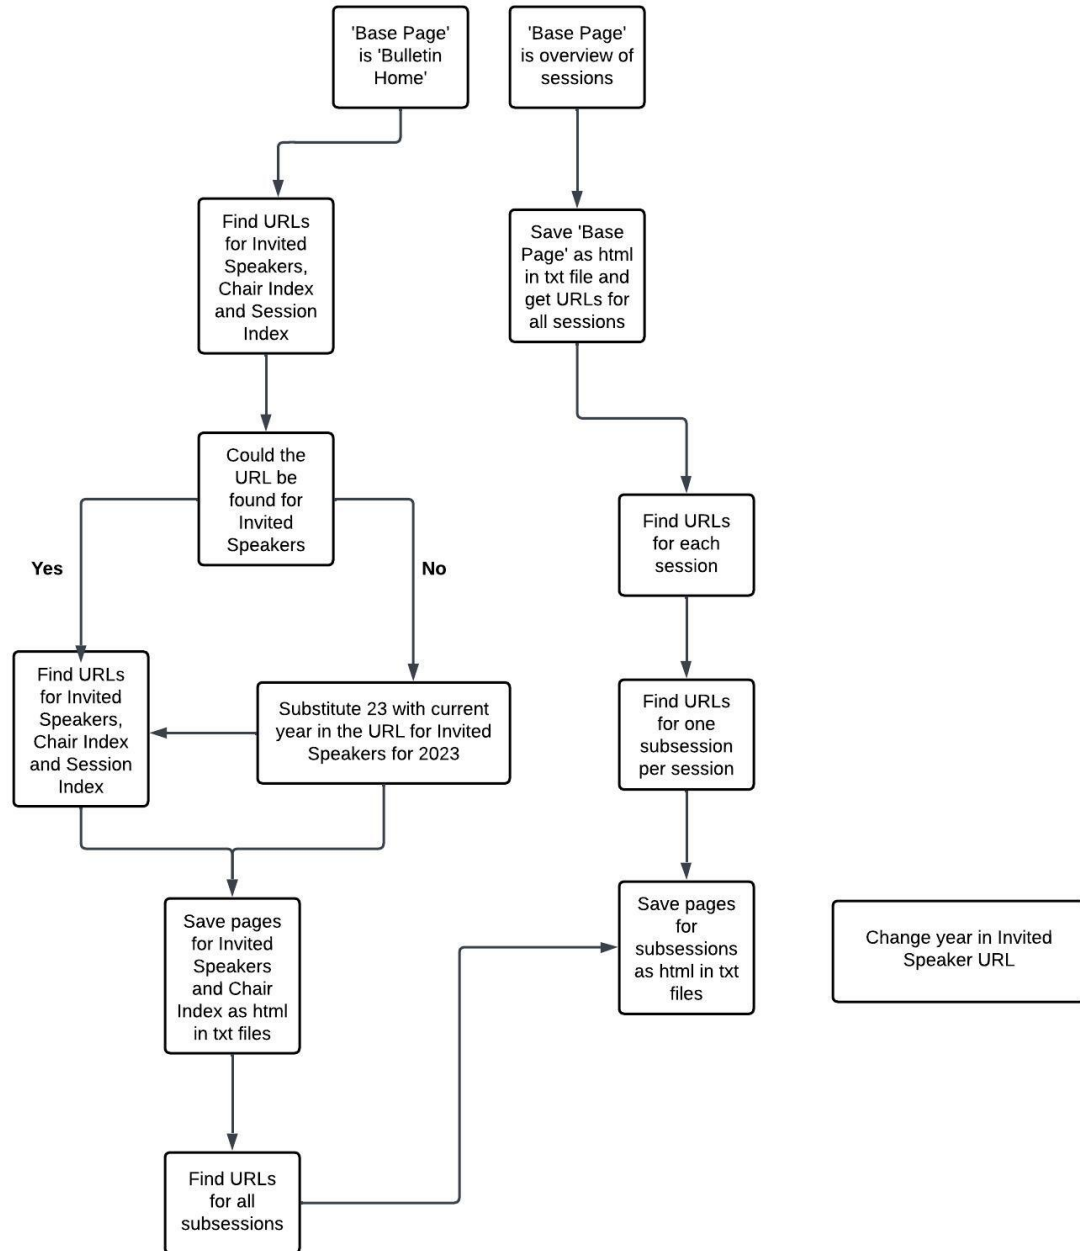 'Base Page'
is 'Bulletin
Home'
'Base Page'
is overview of
sessions
Find URLs
for Invited
Speakers,
Chair Index
and Session
Index
Save 'Base
Page' as html
in txt file and
get URLs for
all sessions
Could the
URL be
found for
Invited
Speakers
Yes
No
Find URLs
for each
session
Find URLs
for Invited
Speakers,
Chair Index
and Session
Index
Substitute 23 with current
year in the URL for Invited
Speakers for 2023
Find URLs
for one
subsession
per session
Save pages
for Invited
Speakers
and Chair
Index as html
in txt files
Save pages
for
subsessions
as html in txt
files
Change year in Invited
Speaker URL
Find URLs
for all
subsessions